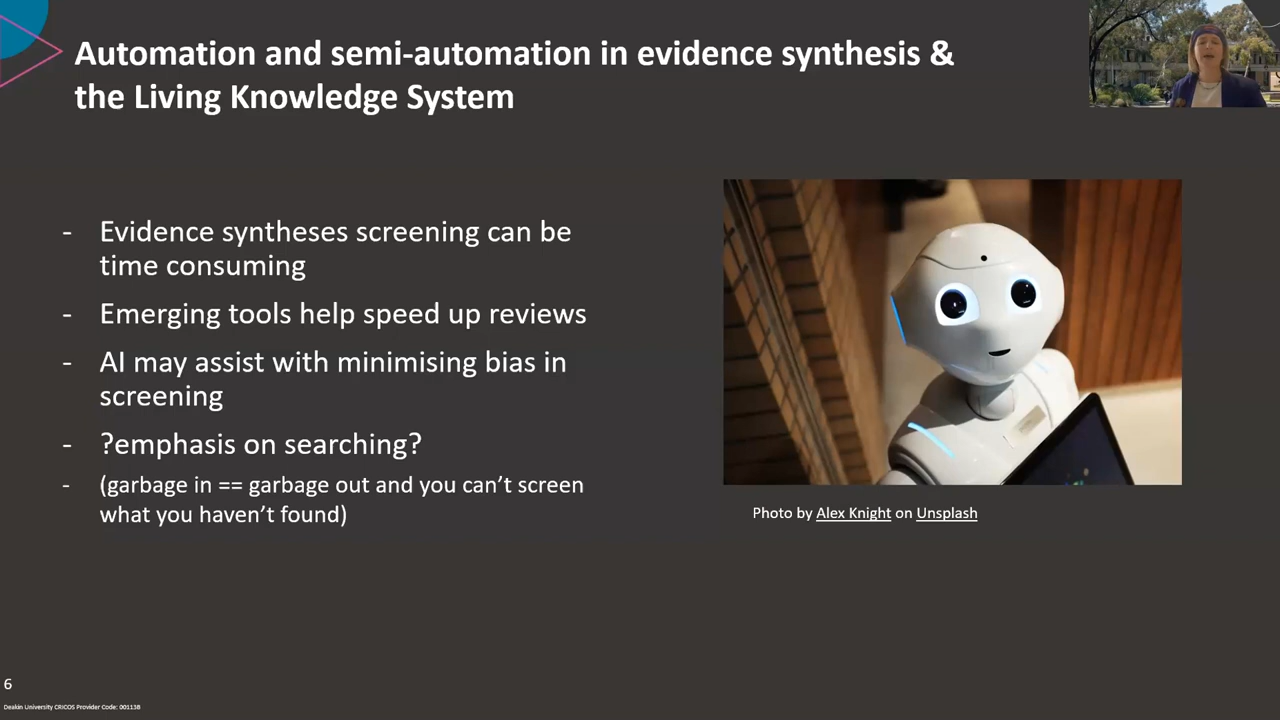 Automation and semi-automation in evidence synthesis &
the Living Knowledge System
- Evidence syntheses screening can be
time consuming
- Emerging tools help speed up reviews
- AI may assist with minimising bias in
screening
- ?emphasis on searching?
- (garbage in == garbage out and you can’t screen
what you haven’t found)
Photo by Alex Knight on Unsplash
6
Deakin University CRICOS Provider Code: 00113B